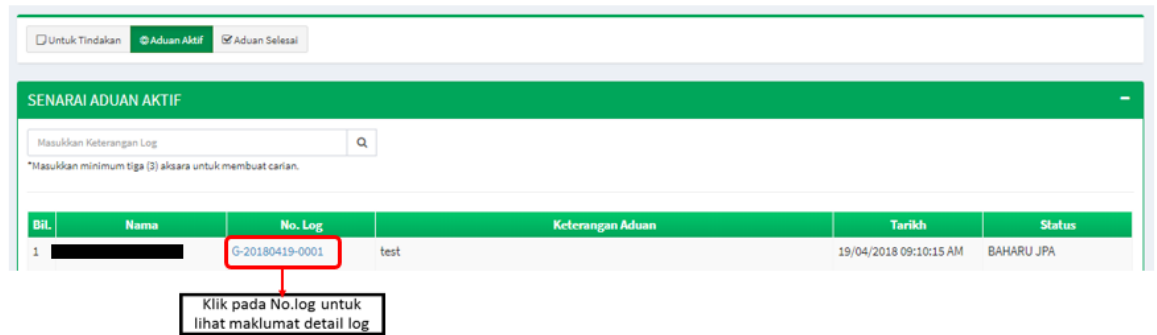 Untuk Tindakan Aduan Aktif Aduan Selesai
SENARAI ADUAN AKTIF
Masukkan Keterangan Log
*Masukkan minimum tiga (3) aksara untuk membuat carian.
Bil. Nama No. Log Keterangan Aduan Tarikh Status
1 G-20180419-0001 test 19/04/2018 09:10:15 AM BAHARU JPA
Klik pada No.log untuk
lihat maklumat detail log